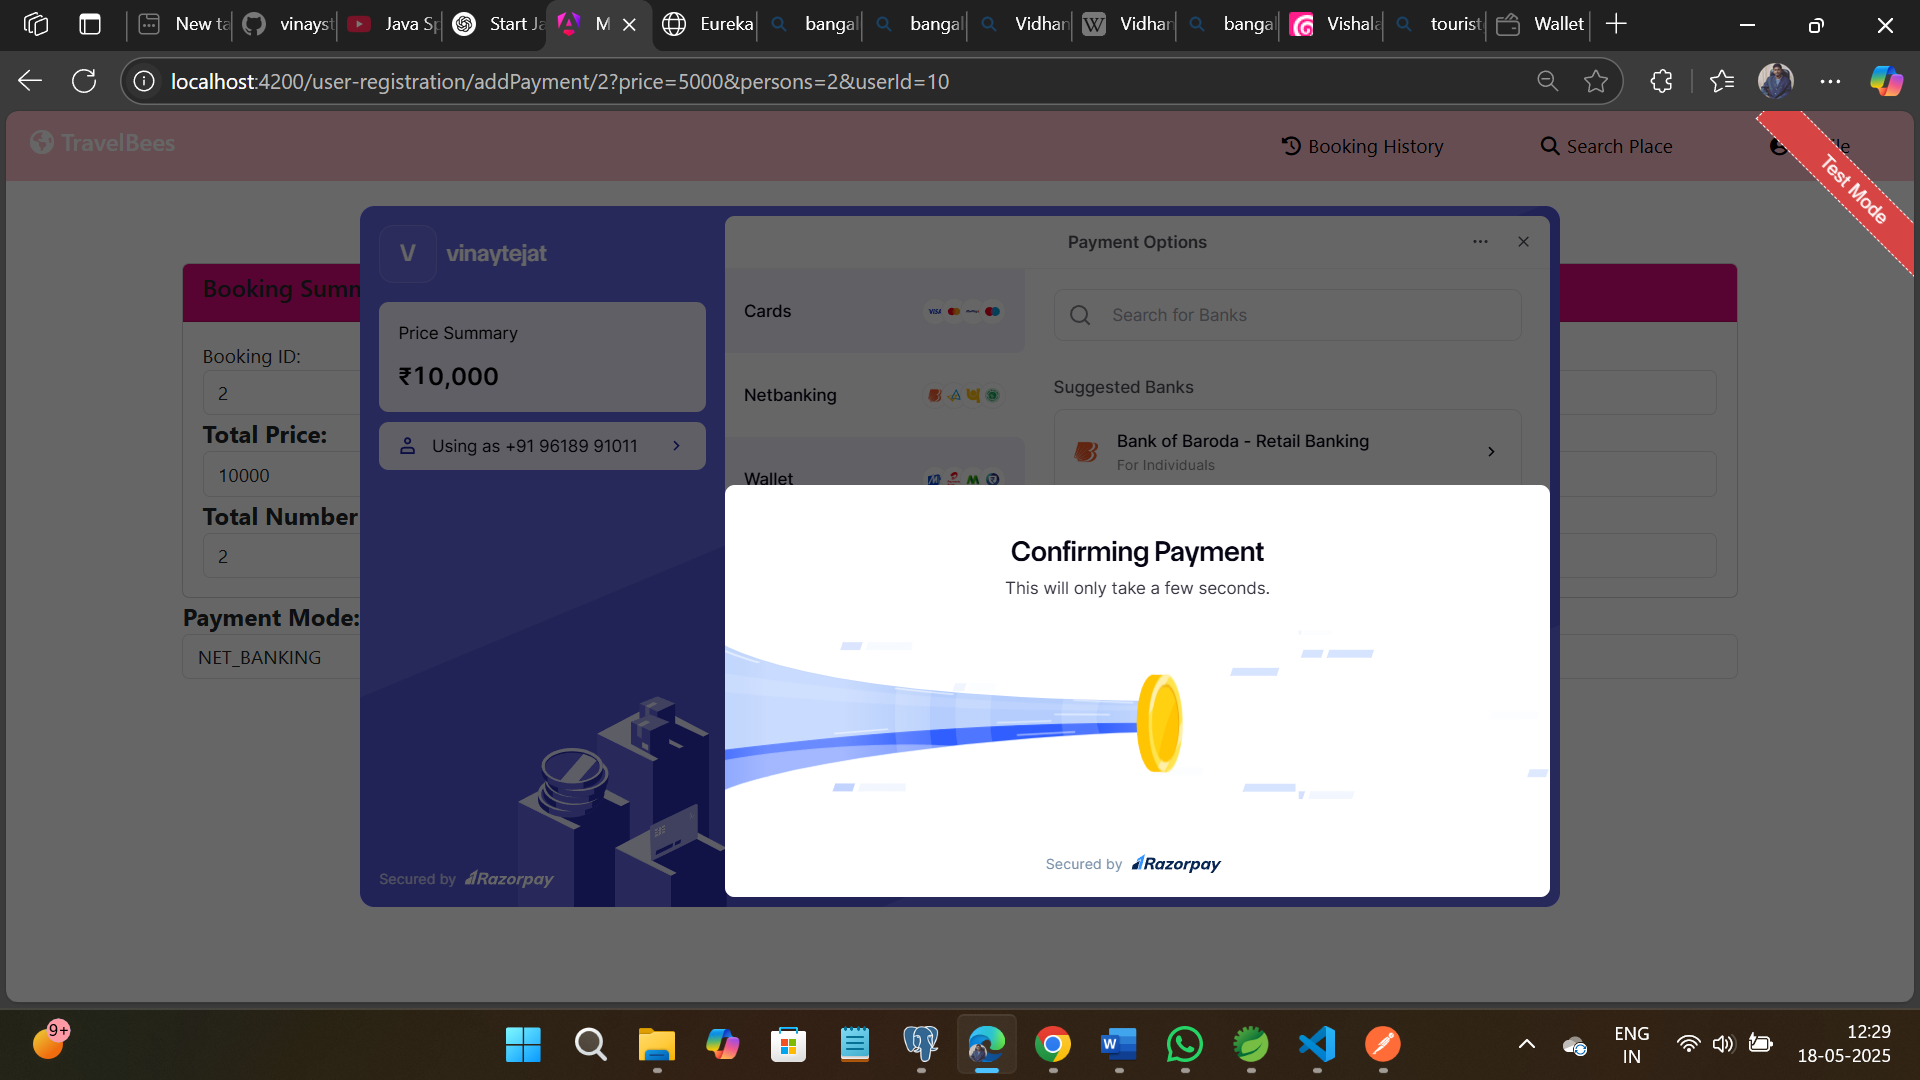 New ta
vinayst
Java Sp
Start Ja
M
Eureka
bangal
bangal
Vidhan
Vidhan
bangal
Vishala
tourist
Wallet
localhost:4200/user-registration/addPayment/2?price=5000&persons=2&userId=10
TravelBees
Booking History
Search Place
Test Mode
V
vinaytejat
Payment Options
Booking Summ
Price Summary
₹10,000
Cards
VISA
Search for Banks
Booking ID:
2
Netbanking
Suggested Banks
Total Price:
Using as +91 96189 91011
Bank of Baroda - Retail Banking
For Individuals
10000
Wallet
Total Number
2
Confirming Payment
This will only take a few seconds.
Payment Mode:
NET_BANKING
Secured by Razorpay
Secured by Razorpay
9+
ENG
IN
12:29
18-05-2025